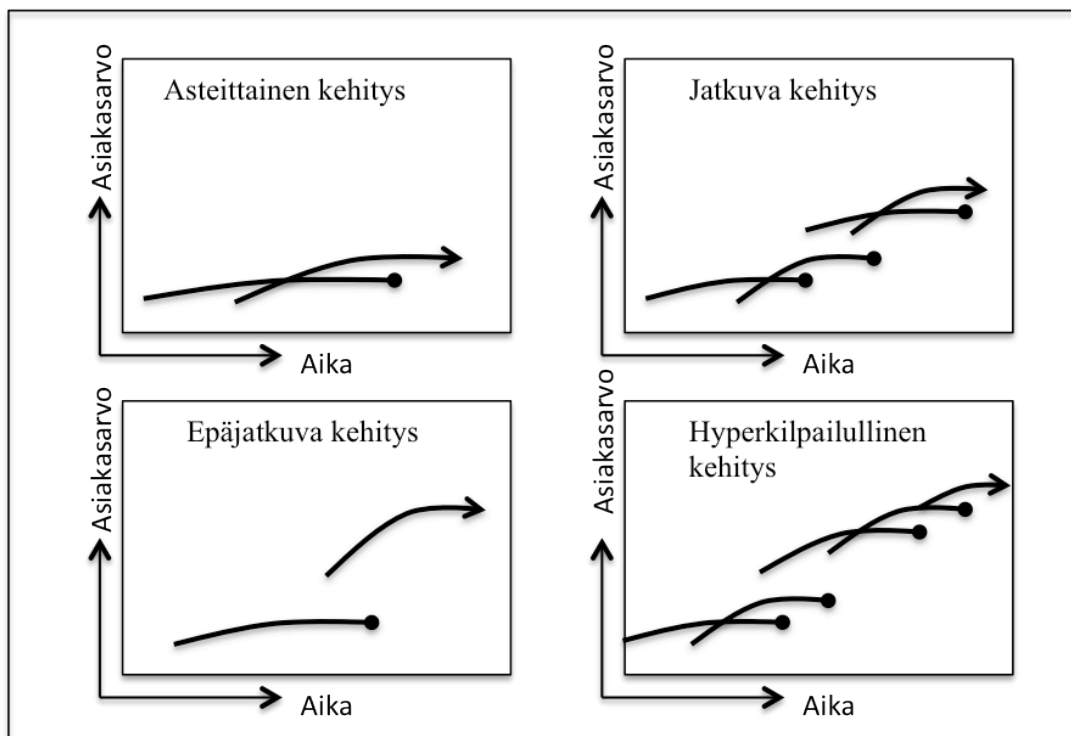 Asiakasarvo
Asteittainen kehitys
Aika
Asiakasarvo
Jatkuva kehitys
Aika
Asiakasarvo
Epäjatkuva kehitys
Aika
Asiakasarvo
Hyperkilpailullinen
kehitys
Aika